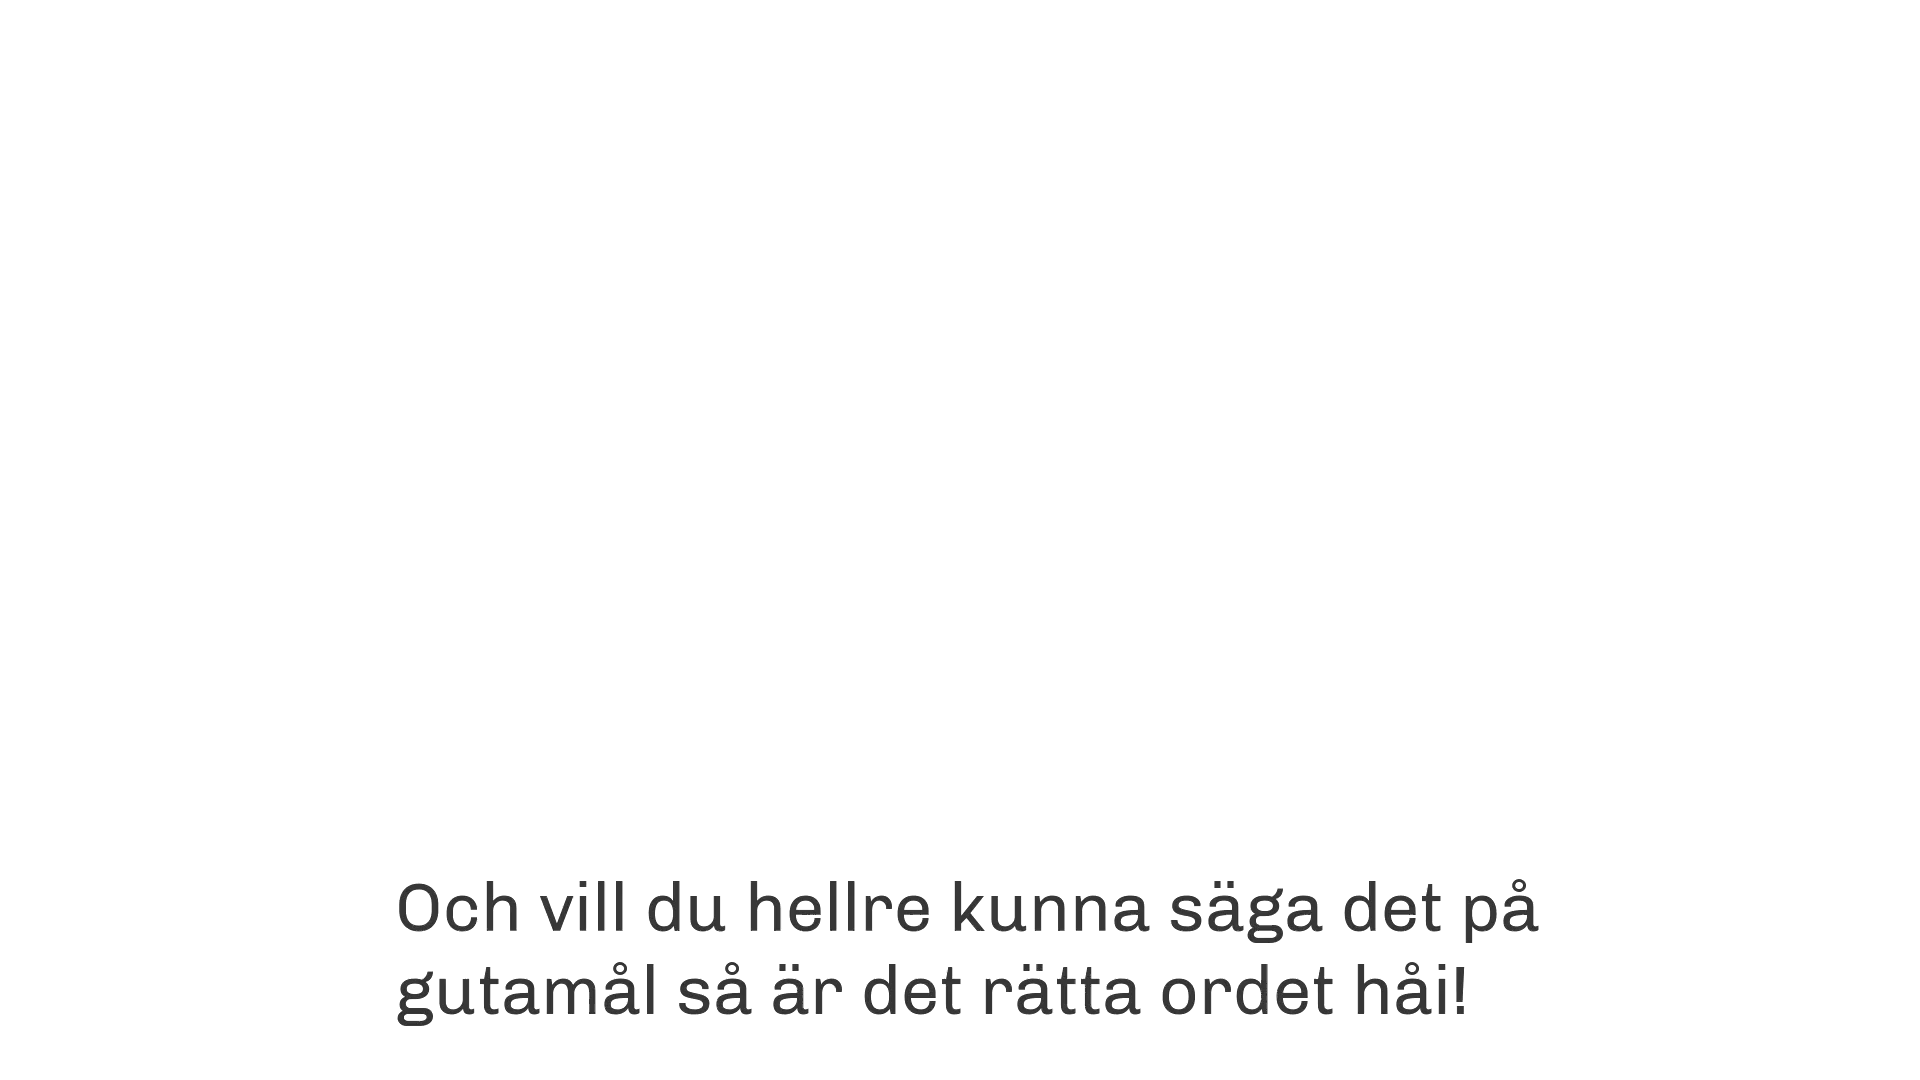 Och vill du hellre kunna säga det på
gutamål så är det rätta ordet håi!